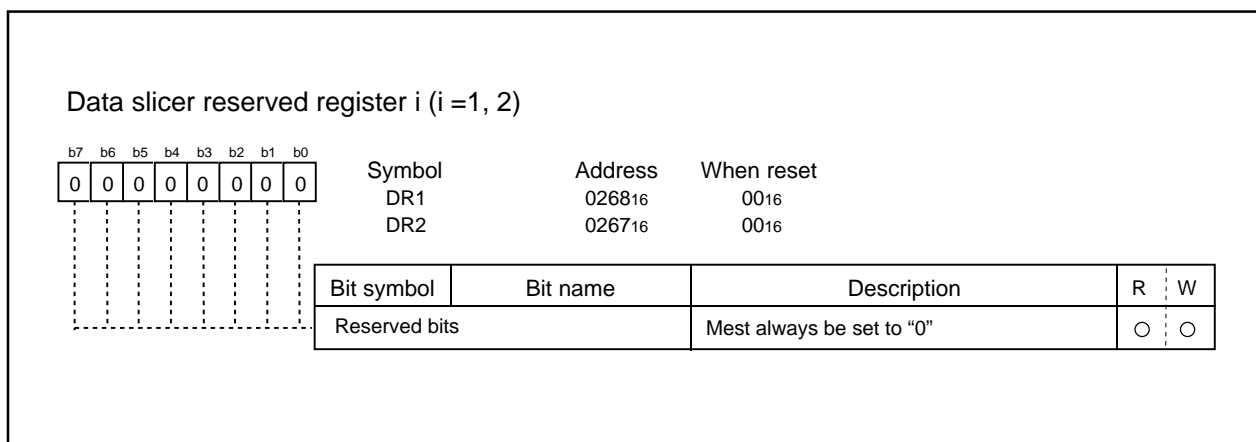 Data slicer reserved register i (i =1, 2)
b7 b6 b5 b4 b3 b2 b1 b0
0 0 0 0 0 0 0 0
Symbol Address When reset
DR1 026816 0016
DR2 026716 0016
Bit symbol Bit name Description R W
Reserved bits Mest always be set to “0” ○ ○